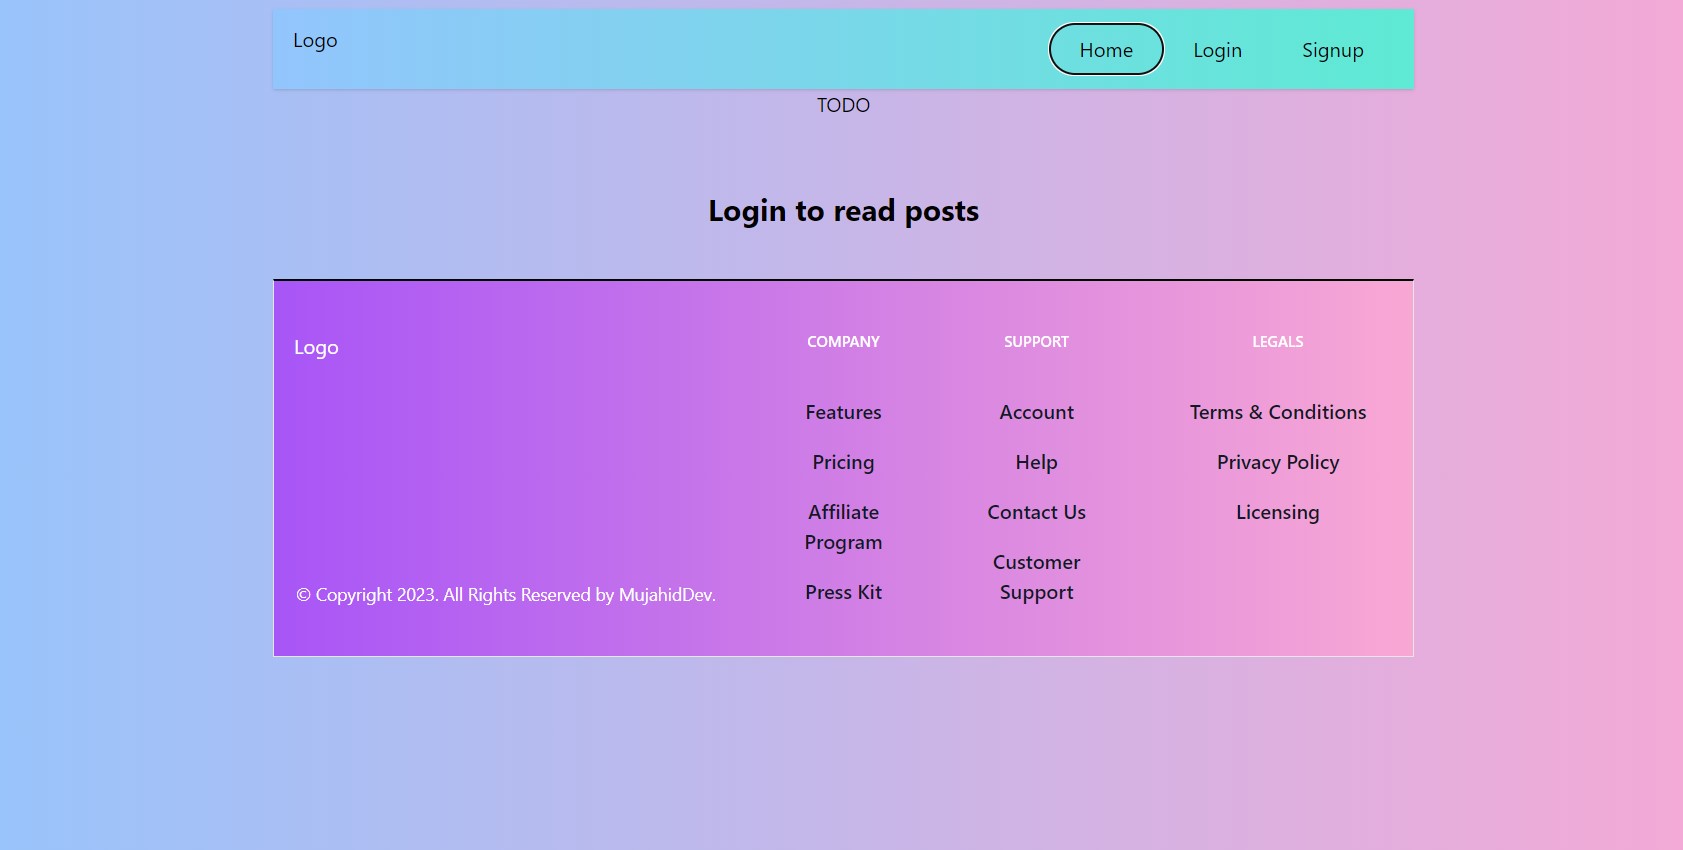 Logo
Home
Login
Signup
TODO
Login to read posts
Logo
© Copyright 2023. All Rights Reserved by MujahidDev.
COMPANY
Features
Pricing
Affiliate
Program
Press Kit
SUPPORT
Account
Help
Contact Us
Customer
Support
LEGALS
Terms & Conditions
Privacy Policy
Licensing